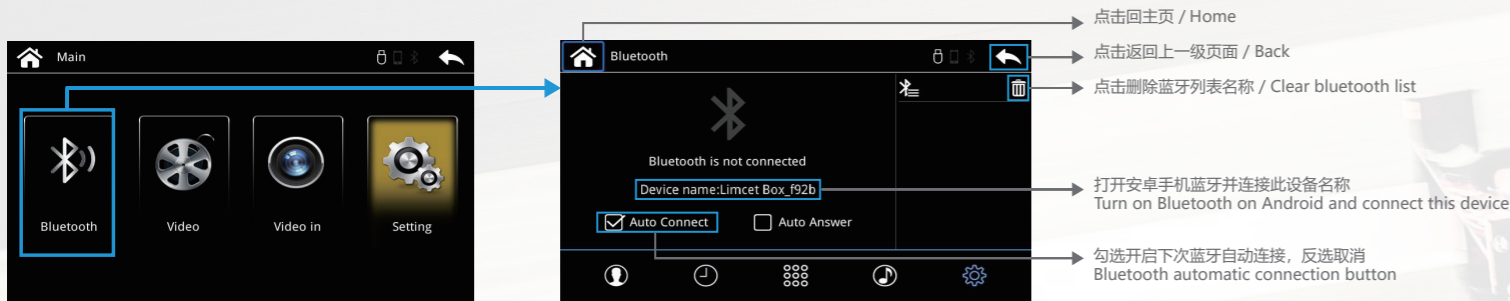 点击回主页 / Home
Main
Bluetooth
点击返回上一级页面 / Back
点击删除蓝牙列表名称 / Clear bluetooth list
Bluetooth is not connected
Device name:Limcet Box_f92b
打开安卓手机蓝牙并连接此设备名称
Turn on Bluetooth on Android and connect this device
Auto Connect
Auto Answer
Bluetooth
Video
Video in
Setting
勾选开启下次蓝牙自动连接，反选取消
Bluetooth automatic connection button